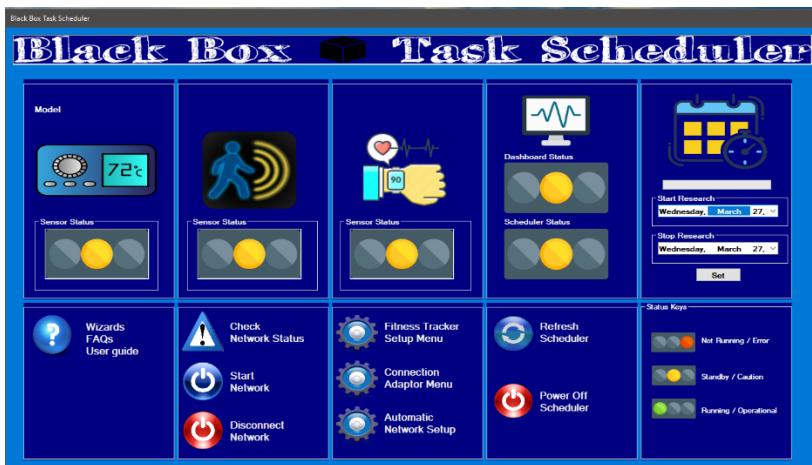 Black Box Task Scheduler
Black Box Task Scheduler
Model
72°c
Sensor Status
Sensor Status
90
Sensor Status
Dashboard Status
Scheduler Status
Start Research
Wednesday, March 27,
Stop Research
Wednesday, March 27,
Set
Wizards
FAQs
User guide
Check
Network Status
Start
Network
Disconnect
Network
Fitness Tracker
Setup Menu
Connection
Adaptor Menu
Automatic
Network Setup
Refresh
Scheduler
Power Off
Scheduler
Status Keys
Not Running / Error
Standby / Caution
Running / Operational